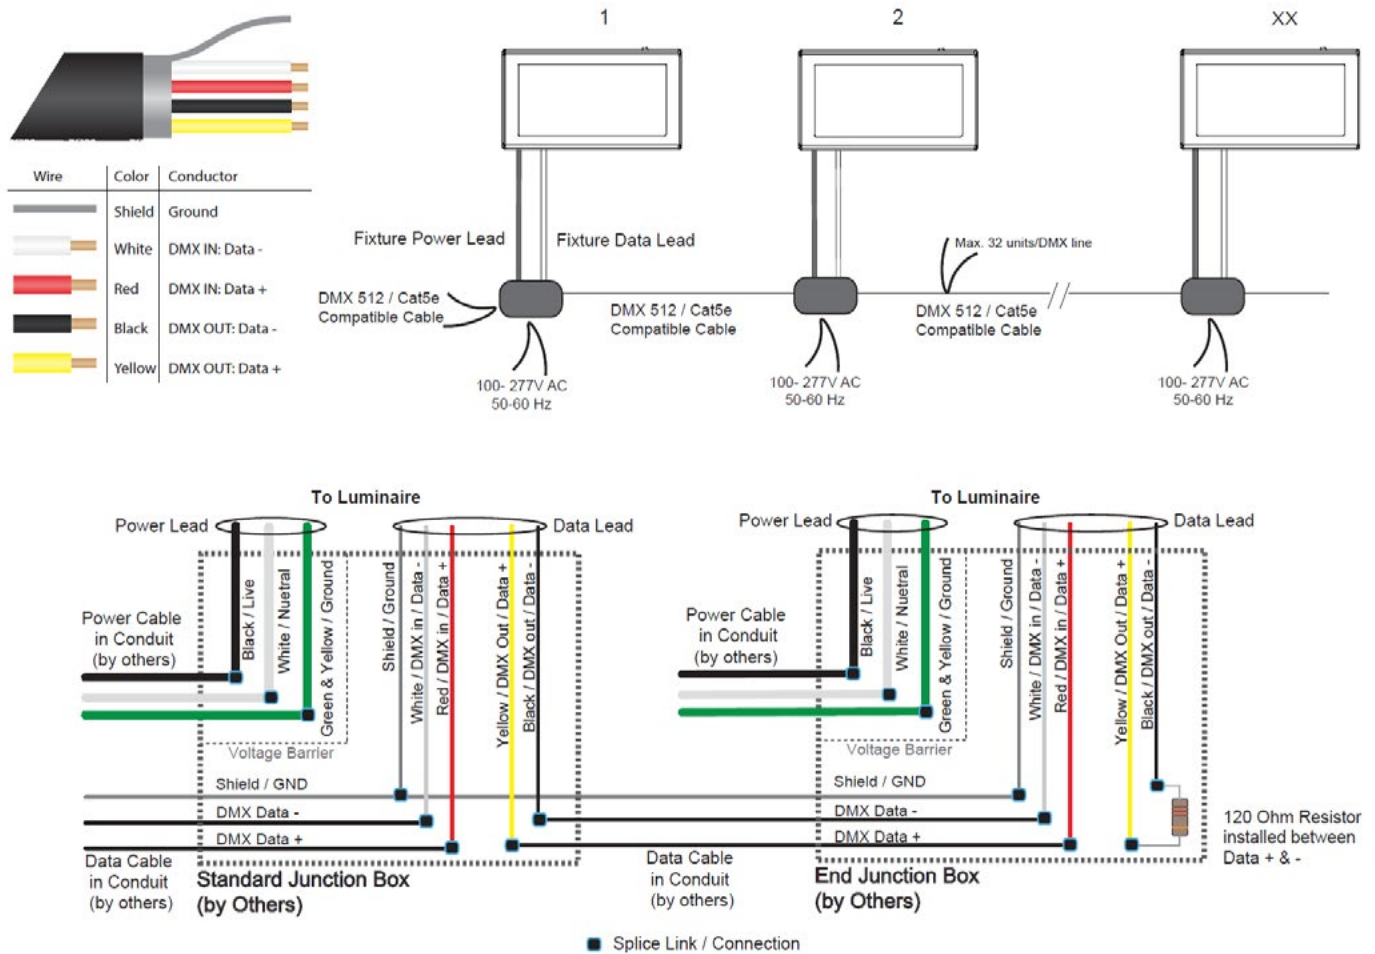 1
2
XX
Wire Color Conductor
Shield Ground
White DMX IN: Data -
Red DMX IN: Data +
Black DMX OUT: Data -
Yellow DMX OUT: Data +
Fixture Power Lead
Fixture Data Lead
Max. 32 units/DMX line
DMX 512 / Cat5e
Compatible Cable
DMX 512 / Cat5e
Compatible Cable
DMX 512 / Cat5e
Compatible Cable
100- 277V AC
50-60 Hz
100- 277V AC
50-60 Hz
100- 277V AC
50-60 Hz
To Luminaire
Power Lead
Data Lead
Black / Live
White / Nuetral
Green & Yellow / Ground
Shield / Ground
White / DMX in / Data -
Red / DMX in / Data +
Yellow / DMX Out / Data +
Black / DMX out / Data -
Power Cable
in Conduit
(by others)
Voltage Barrier
Shield / GND
DMX Data -
DMX Data +
Data Cable
in Conduit
(by others)
Standard Junction Box
(by Others)
To Luminaire
Power Lead
Data Lead
Black / Live
White / Nuetral
Green & Yellow / Ground
Shield / Ground
White / DMX in / Data -
Red / DMX in / Data +
Yellow / DMX Out / Data +
Black / DMX out / Data -
Power Cable
in Conduit
(by others)
Voltage Barrier
Shield / GND
DMX Data -
DMX Data +
Data Cable
in Conduit
(by others)
End Junction Box
(by Others)
120 Ohm Resistor
installed between
Data + & -
Splice Link / Connection